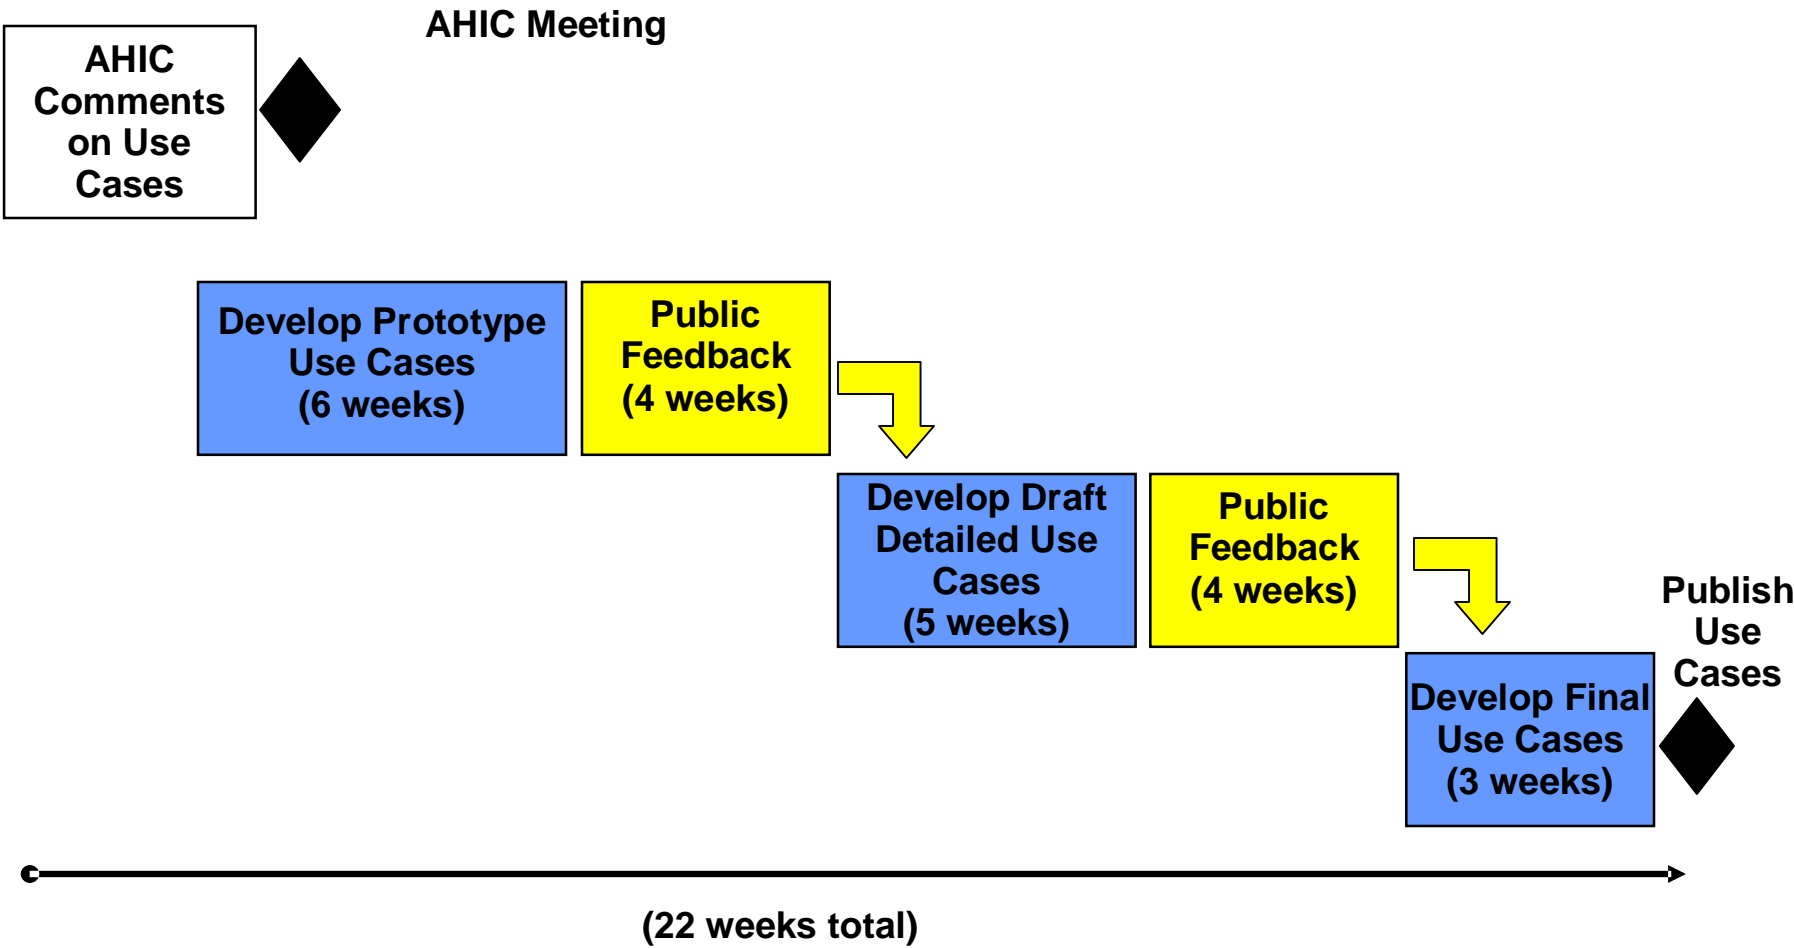 AHIC Meeting
AHIC
Comments
on Use
Cases
Develop Prototype
Use Cases
(6 weeks)
Public
Feedback
(4 weeks)
Develop Draft
Detailed Use
Cases
(5 weeks)
Public
Feedback
(4 weeks)
Publish
Use
Cases
Develop Final
Use Cases
(3 weeks)
(22 weeks total)